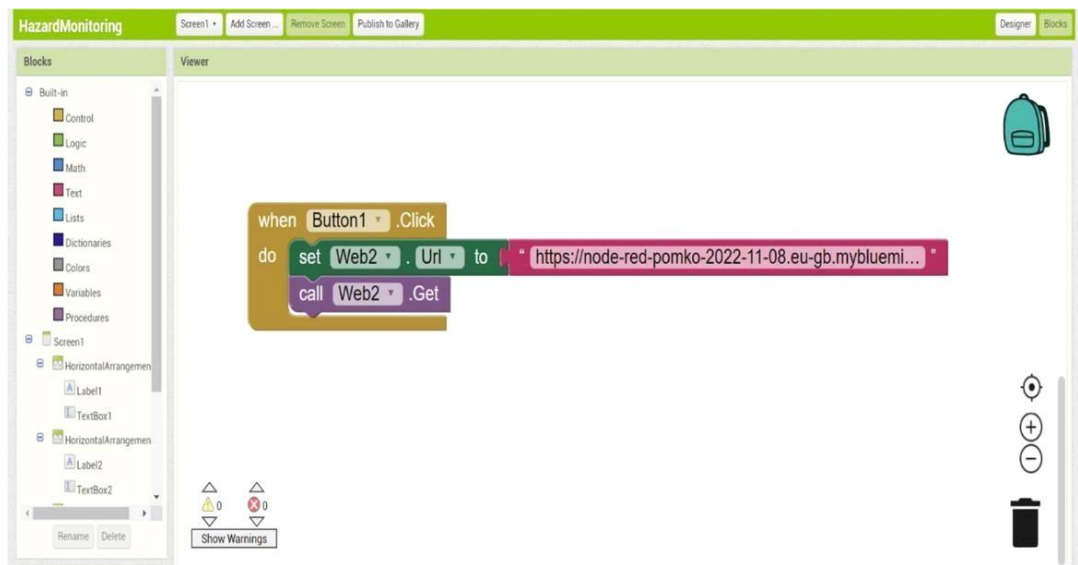 HazardMonitoring
Screen1 Add Screen ... Remove Screen Publish to Gallery Designer Blocks
Blocks
Viewer
Built-in
Control
Logic
Math
Text
Lists
Dictionaries
Colors
Variables
Procedures
Screen1
HorizontalArrangemen
Label1
TextBox1
HorizontalArrangemen
Label2
TextBox2
Rename Delete
when Button1 .Click
do set Web2 . Url to " https://node-red-pomko-2022-11-08.eu-gb.mybluemi... "
call Web2 .Get
0 0
Show Warnings